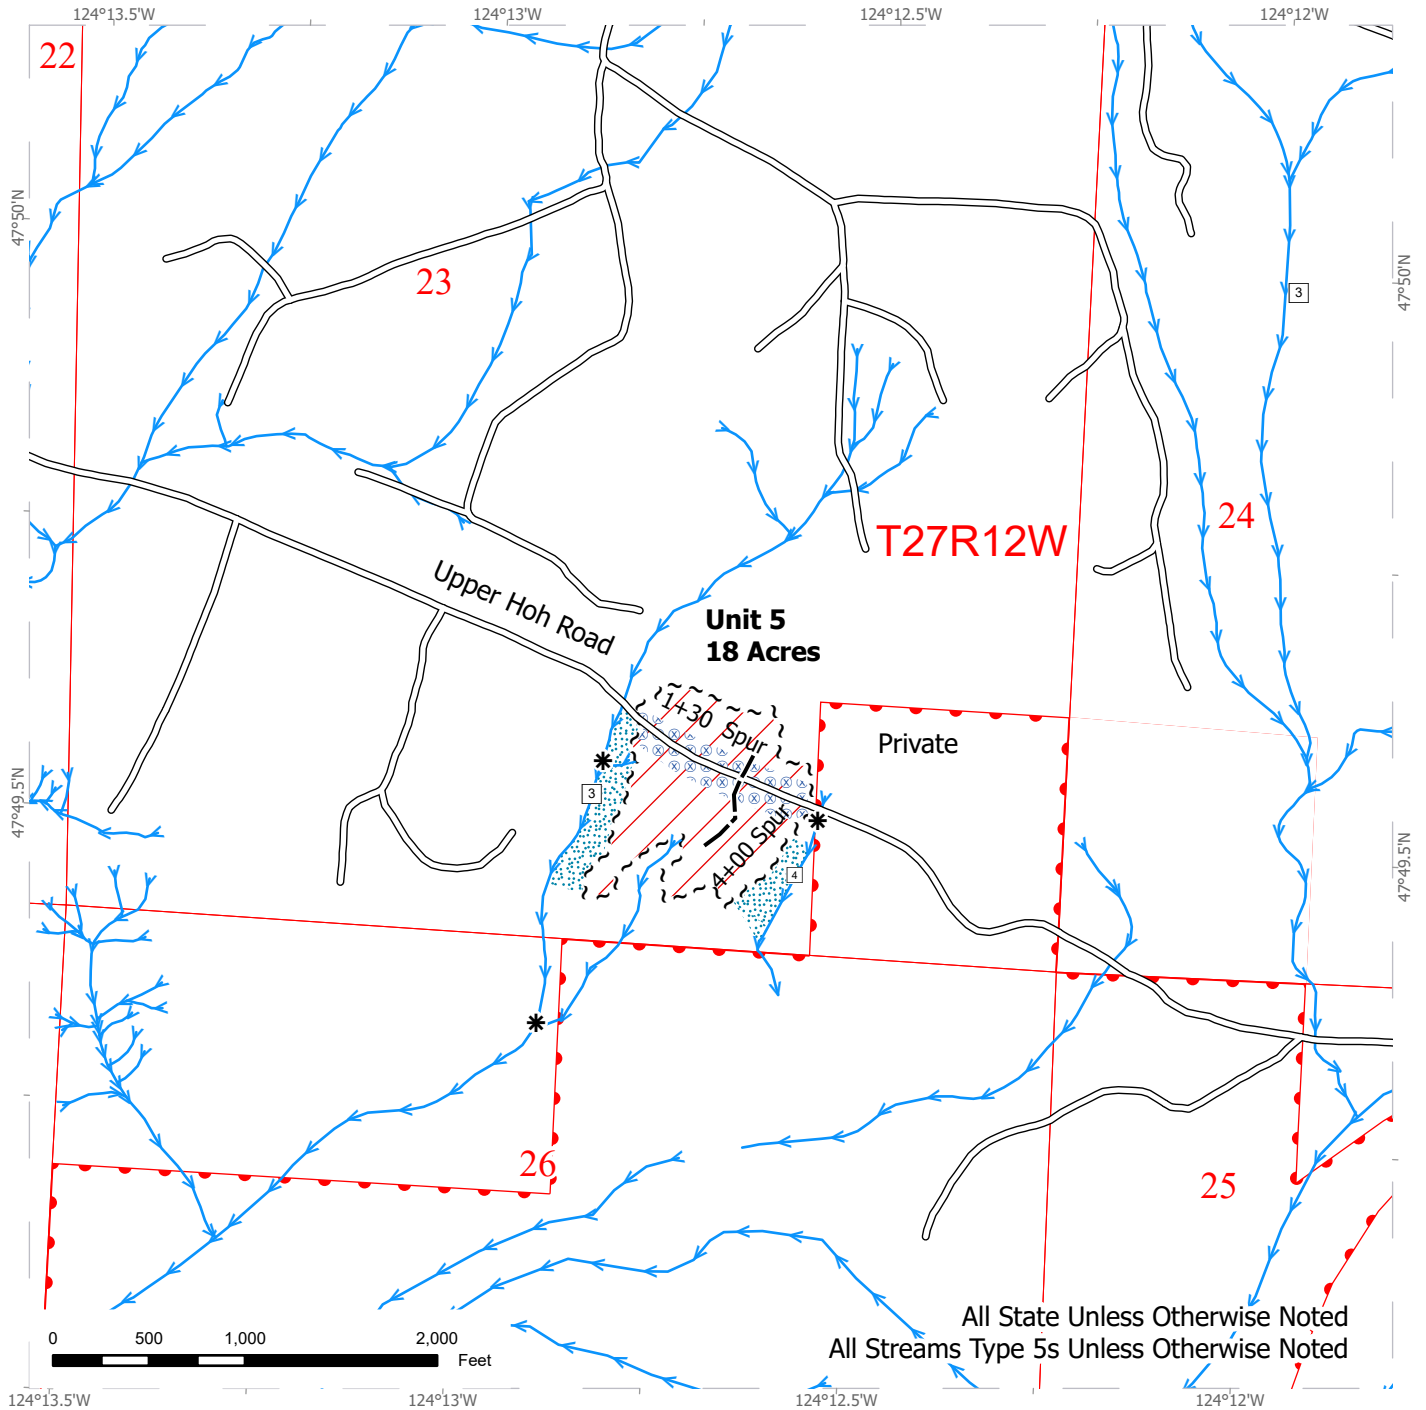 124°13.5'W
124°13'W
124°12.5'W
124°12'W
22
47°50'N
47°50'N
23
3
24
T27R12W
Upper Hoh Road
Unit 5
18 Acres
1+30 Spur
Private
3
47°49.5'N
4+00 Spur
4
47°49.5'N
26
25
All State Unless Otherwise Noted
All Streams Type 5s Unless Otherwise Noted
0 500 1,000 2,000
Feet
124°13.5'W
124°13'W
124°12.5'W
124°12'W